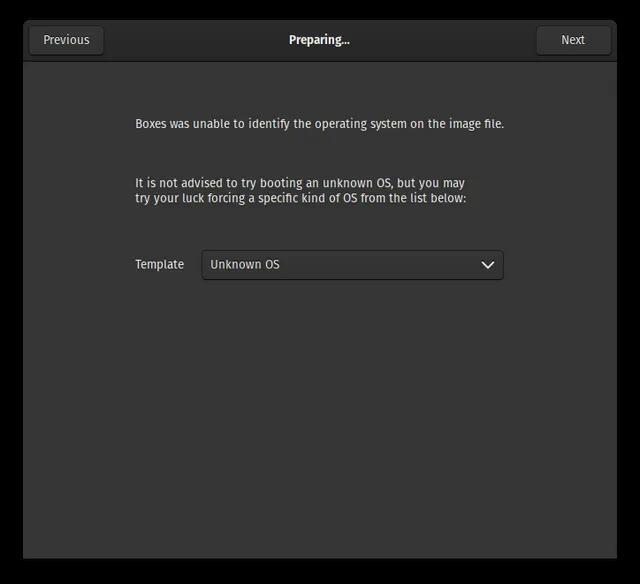 Previous
Preparing...
Next
Boxes was unable to identify the operating system on the image file.
It is not advised to try booting an unknown OS, but you may
try your luck forcing a specific kind of OS from the list below:
Template
Unknown OS